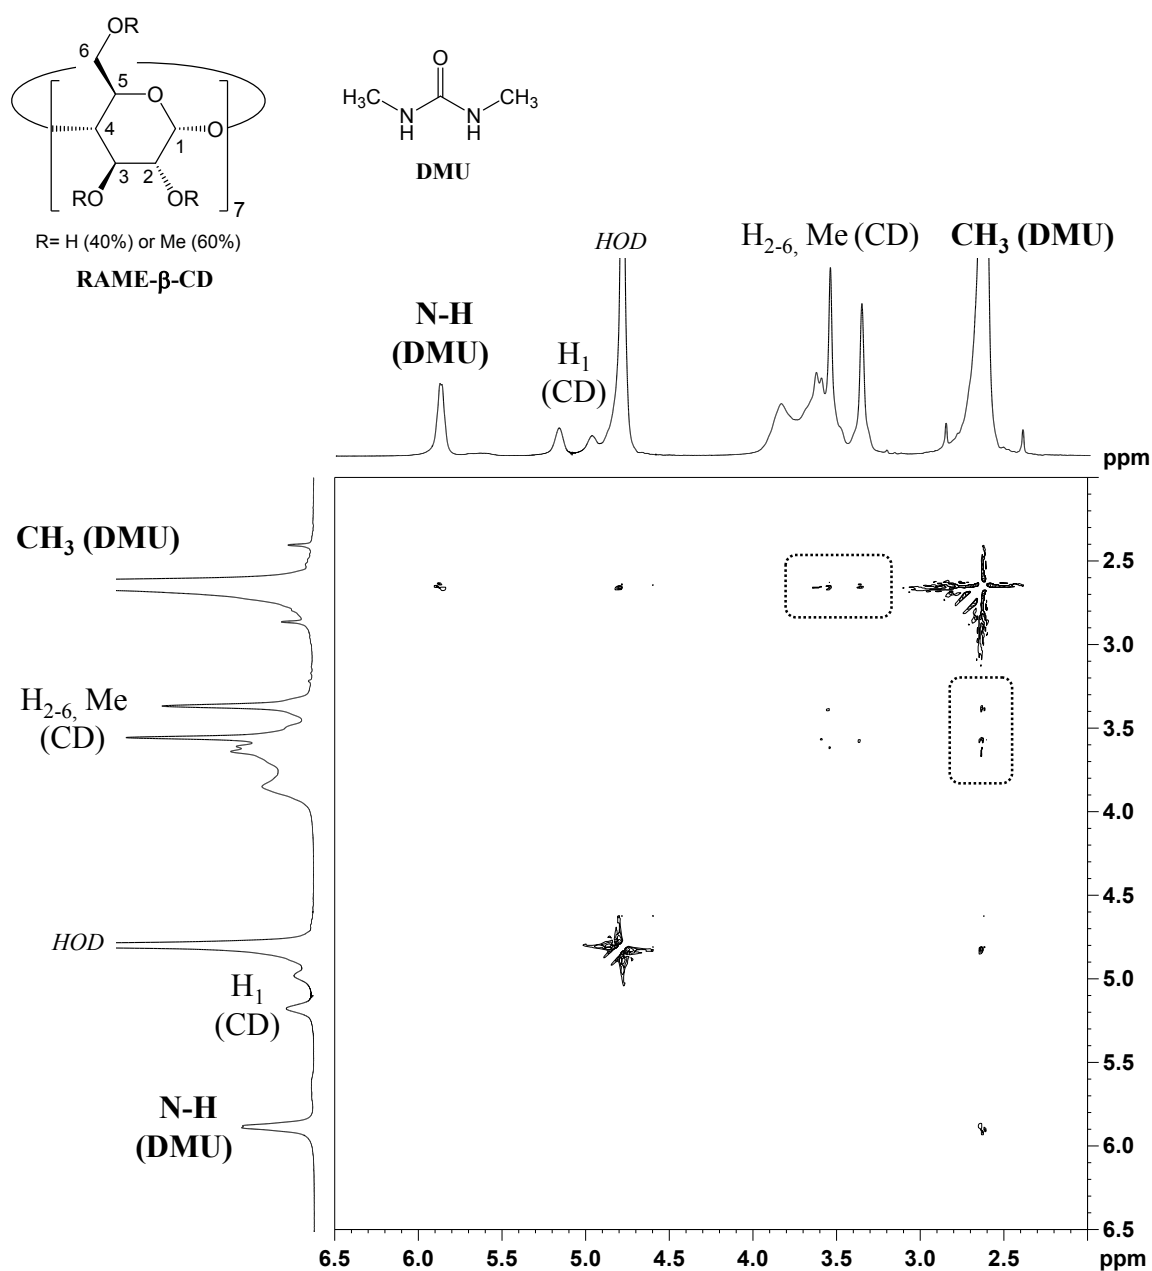 OR
6
5
O
4
1
O
3
2
RO
OR
7
R= H (40%) or Me (60%)
RAME-β-CD
O
H₃C
N
H
N
H
CH₃
DMU
N-H
(DMU)
H₁
(CD)
HOD
H₂₋₆, Me (CD)
CH₃ (DMU)
ppm
CH₃ (DMU)
H₂₋₆, Me
(CD)
HOD
H₁
(CD)
N-H
(DMU)
2.5
3.0
3.5
4.0
4.5
5.0
5.5
6.0
6.5
6.5 6.0 5.5 5.0 4.5 4.0 3.5 3.0 2.5 ppm